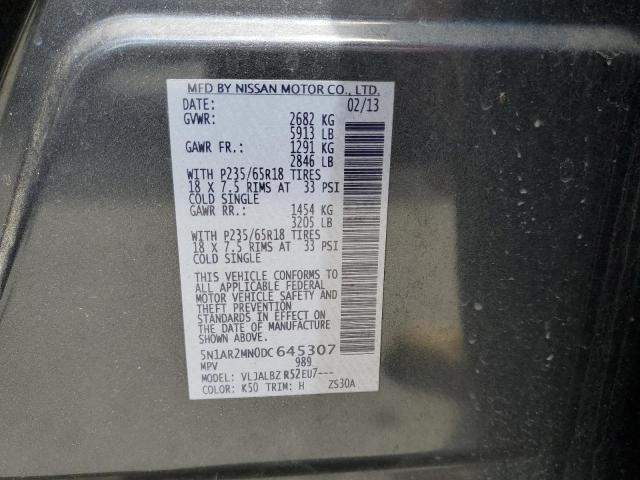 MFD BY NISSAN MOTOR CO., LTD.
DATE: 02/13
GVWR: 2682 KG
5913 LB
GAWR FR.: 1291 KG
2846 LB
WITH P235/65R18 TIRES
18 X 7.5 RIMS AT 33 PSI
COLD SINGLE
GAWR RR.: 1454 KG
3205 LB
WITH P235/65R18 TIRES
18 X 7.5 RIMS AT 33 PSI
COLD SINGLE
THIS VEHICLE CONFORMS TO
ALL APPLICABLE FEDERAL
MOTOR VEHICLE SAFETY AND
THEFT PREVENTION
STANDARDS IN EFFECT ON
THE DATE OF MANUFACTURE
SHOWN ABOVE.
5N1AR2MN0DC645307
MPV 989
MODEL: VLJALBZ R52EU7---
COLOR: K50 TRIM: H ZS30A